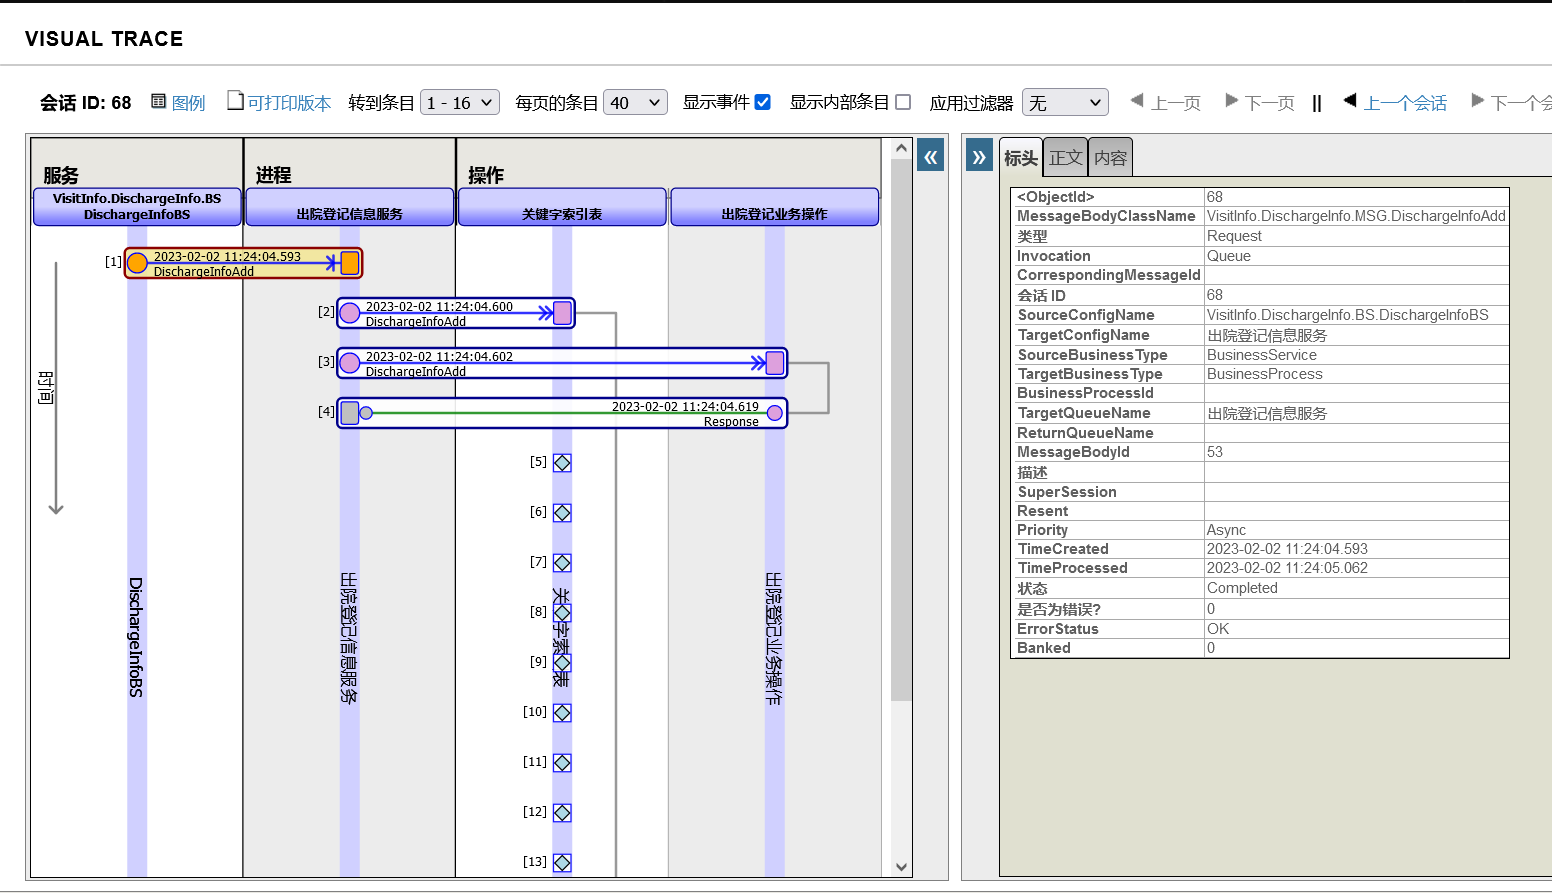 VISUAL TRACE
会话 ID: 68 图例 可打印版本 转到条目 1 - 16 每页的条目 40 显示事件 显示内部条目 应用过滤器 无 上一页 下一页 || 上一个会话 下一个会
服务 进程 操作
VisitInfo.DischargeInfo.BS
DischargeInfoBS
出院登记信息服务
关键字索引表
出院登记业务操作
时间
[1] 2023-02-02 11:24:04.593
DischargeInfoAdd
[2] 2023-02-02 11:24:04.600
DischargeInfoAdd
[3] 2023-02-02 11:24:04.602
DischargeInfoAdd
[4] 2023-02-02 11:24:04.619
Response
[5]
[6]
[7]
[8]
[9]
[10]
[11]
[12]
[13]
DischargeInfoBS
出院登记信息服务
出院登记业务操作
« »
标头 正文 内容
<ObjectId> 68
MessageBodyClassName VisitInfo.DischargeInfo.MSG.DischargeInfoAdd
类型 Request
Invocation Queue
CorrespondingMessageId
会话 ID 68
SourceConfigName VisitInfo.DischargeInfo.BS.DischargeInfoBS
TargetConfigName 出院登记信息服务
SourceBusinessType BusinessService
TargetBusinessType BusinessProcess
BusinessProcessId
TargetQueueName 出院登记信息服务
ReturnQueueName
MessageBodyId 53
描述
SuperSession
Resent
Priority Async
TimeCreated 2023-02-02 11:24:04.593
TimeProcessed 2023-02-02 11:24:05.062
状态 Completed
是否为错误? 0
ErrorStatus OK
Banked 0